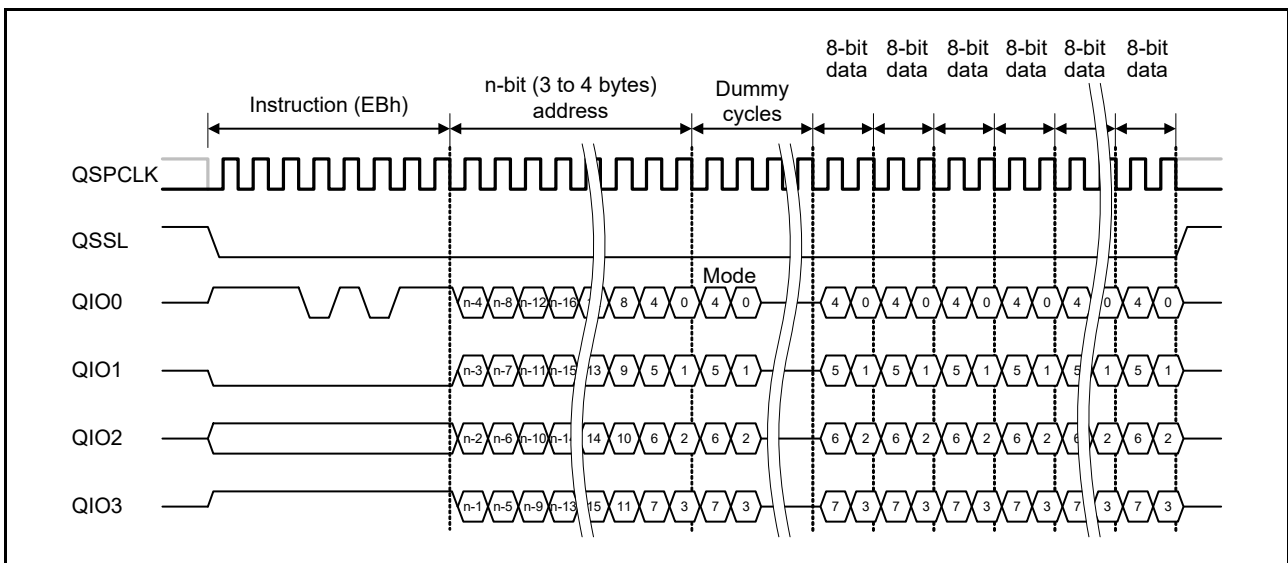 8-bit data 8-bit data 8-bit data 8-bit data 8-bit data 8-bit data
Instruction (EBh)
n-bit (3 to 4 bytes) address
Dummy cycles
QSPCLK
QSSL
Mode
QIO0 n-4 n-8 n-12 n-16 8 4 0 4 0 4 0 4 0 4 0 4 0 4 0 4 0
QIO1 n-3 n-7 n-11 n-15 13 9 5 1 5 1 5 1 5 1 5 1 5 1 5 1 5 1
QIO2 n-2 n-6 n-10 n-14 14 10 6 2 6 2 6 2 6 2 6 2 6 2 6 2 6 2
QIO3 n-1 n-5 n-9 n-13 15 11 7 3 7 3 7 3 7 3 7 3 7 3 7 3 7 3